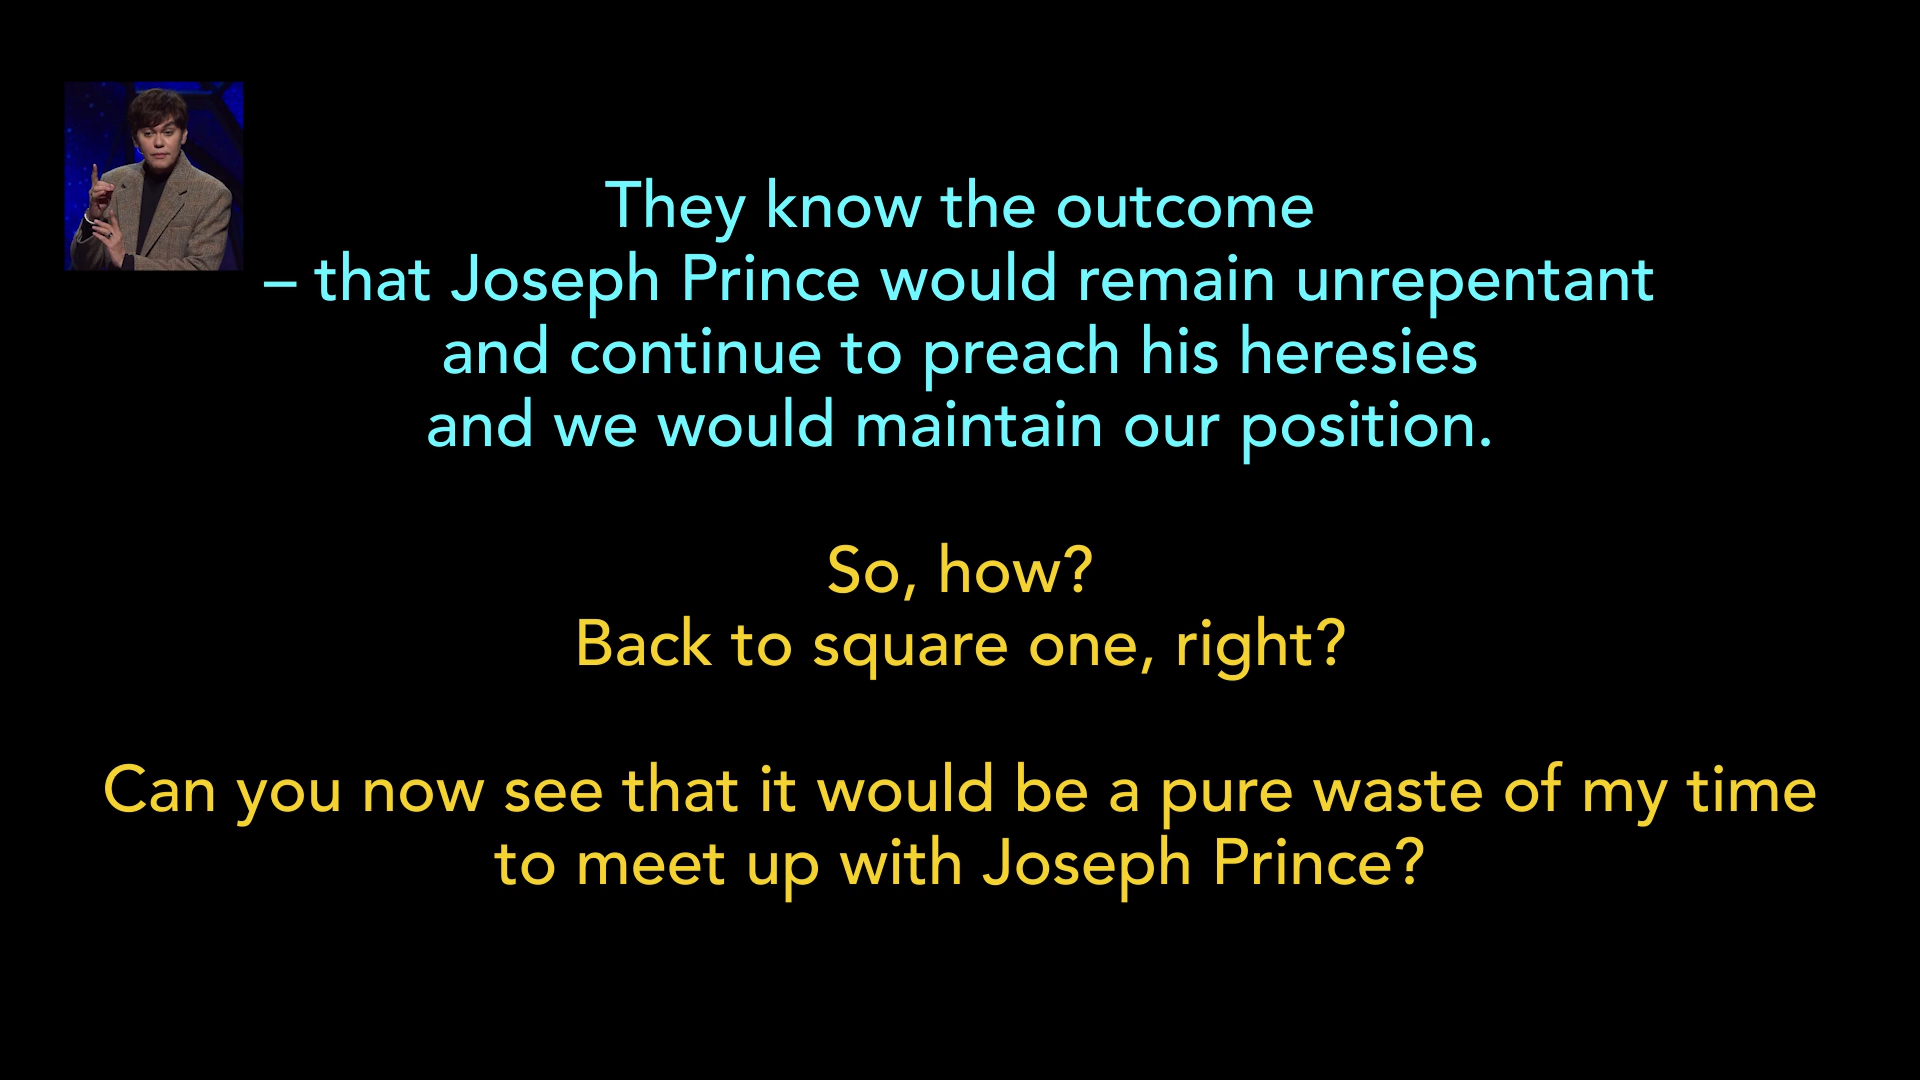 They know the outcome
– that Joseph Prince would remain unrepentant
and continue to preach his heresies
and we would maintain our position.
So, how?
Back to square one, right?
Can you now see that it would be a pure waste of my time
to meet up with Joseph Prince?